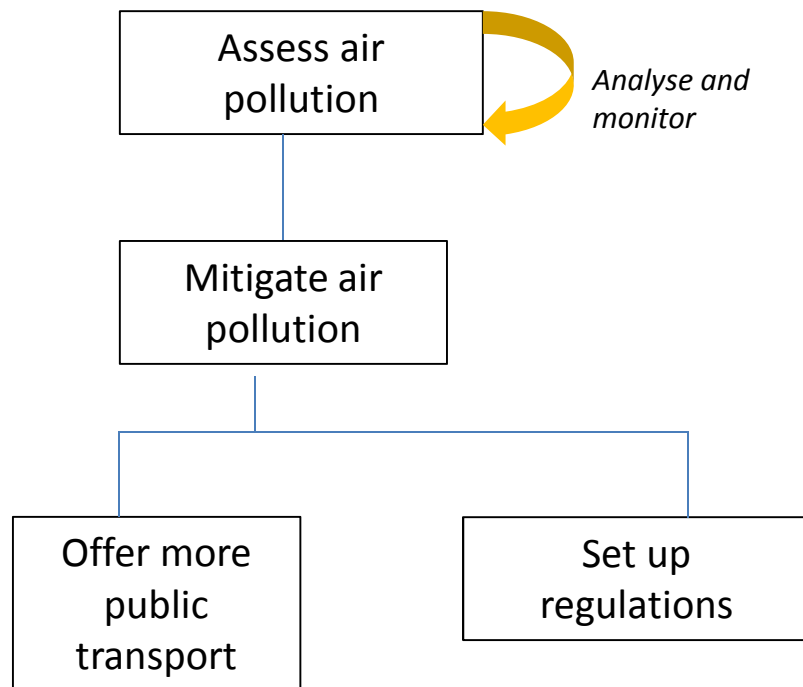 Assess air
pollution
Analyse and
monitor
Mitigate air
pollution
Offer more
public
transport
Set up
regulations